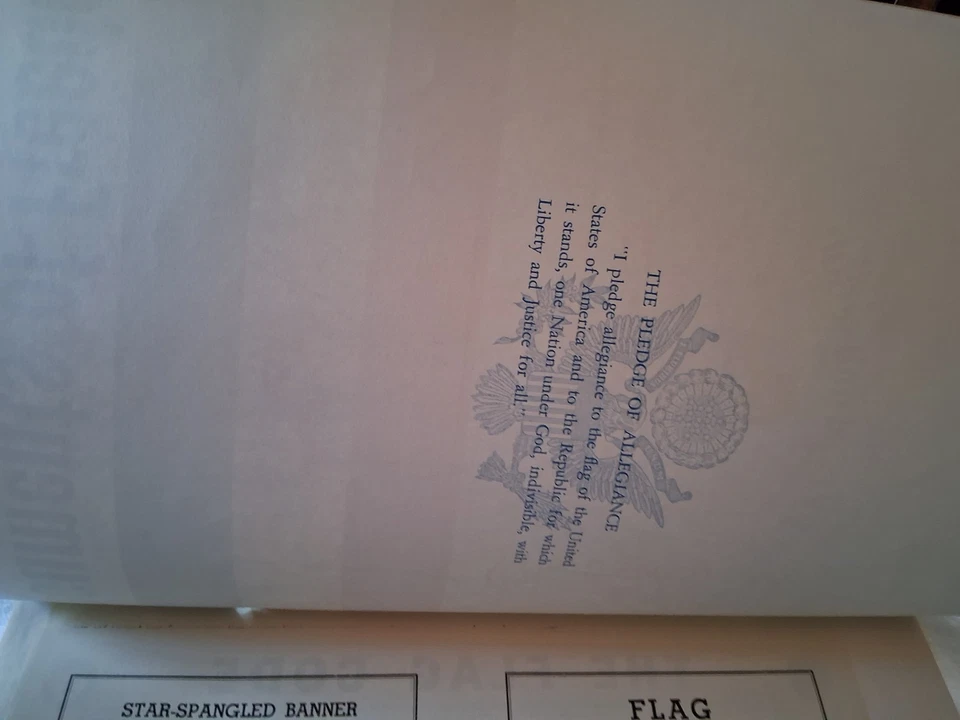 THE PLEDGE OF ALLEGIANCE
"I pledge allegiance to the flag of the United
States of America and to the Republic for which
it stands, one Nation under God, indivisible, with
Liberty and Justice for all."
STAR-SPANGLED BANNER
FLAG